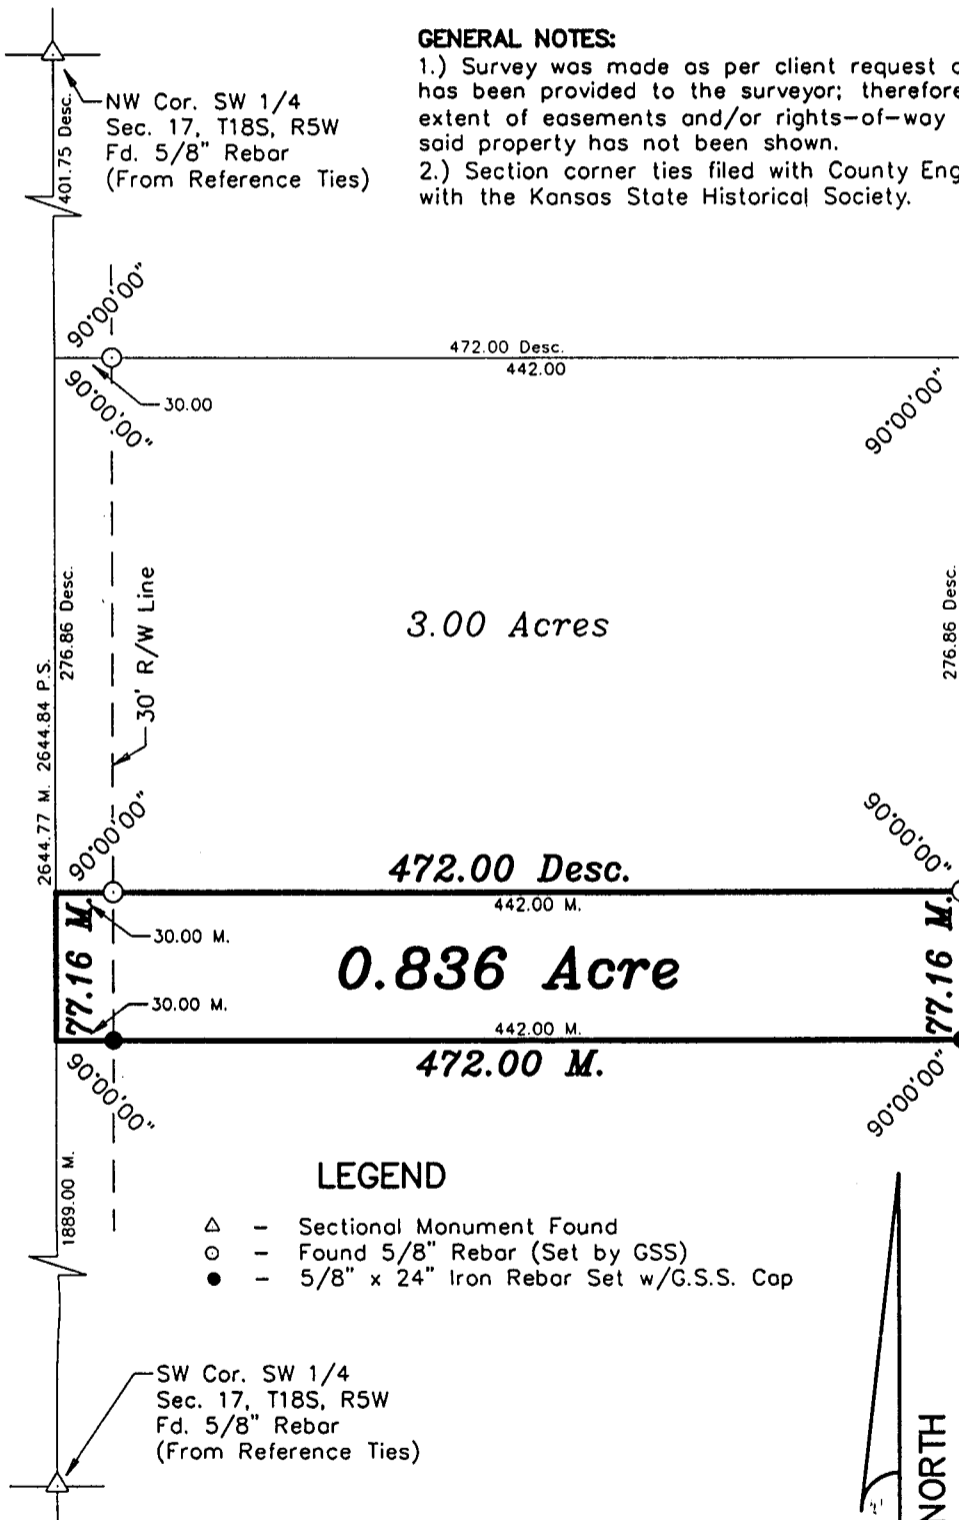 GENERAL NOTES:
1.) Survey was made as per client request
has been provided to the surveyor; therefore
extent of easements and/or rights-of-way
said property has not been shown.
2.) Section corner ties filed with County Eng
with the Kansas State Historical Society.
NW Cor. SW 1/4
Sec. 17, T18S, R5W
Fd. 5/8" Rebar
(From Reference Ties)
401.75 Desc.
90°00'00"
472.00 Desc.
442.00
90°00'00"
30.00
90°00'00"
276.86 Desc.
30' R/W Line
3.00 Acres
276.86 Desc.
2644.77 M. 2644.84 P.S.
90°00'00"
90°00'00"
472.00 Desc.
442.00 M.
77.16 M.
30.00 M.
0.836 Acre
77.16 M.
30.00 M.
442.00 M.
472.00 M.
90°00'00"
90°00'00"
1889.00 M.
LEGEND
△ - Sectional Monument Found
○ - Found 5/8" Rebar (Set by GSS)
● - 5/8" x 24" Iron Rebar Set w/G.S.S. Cap
SW Cor. SW 1/4
Sec. 17, T18S, R5W
Fd. 5/8" Rebar
(From Reference Ties)
NORTH